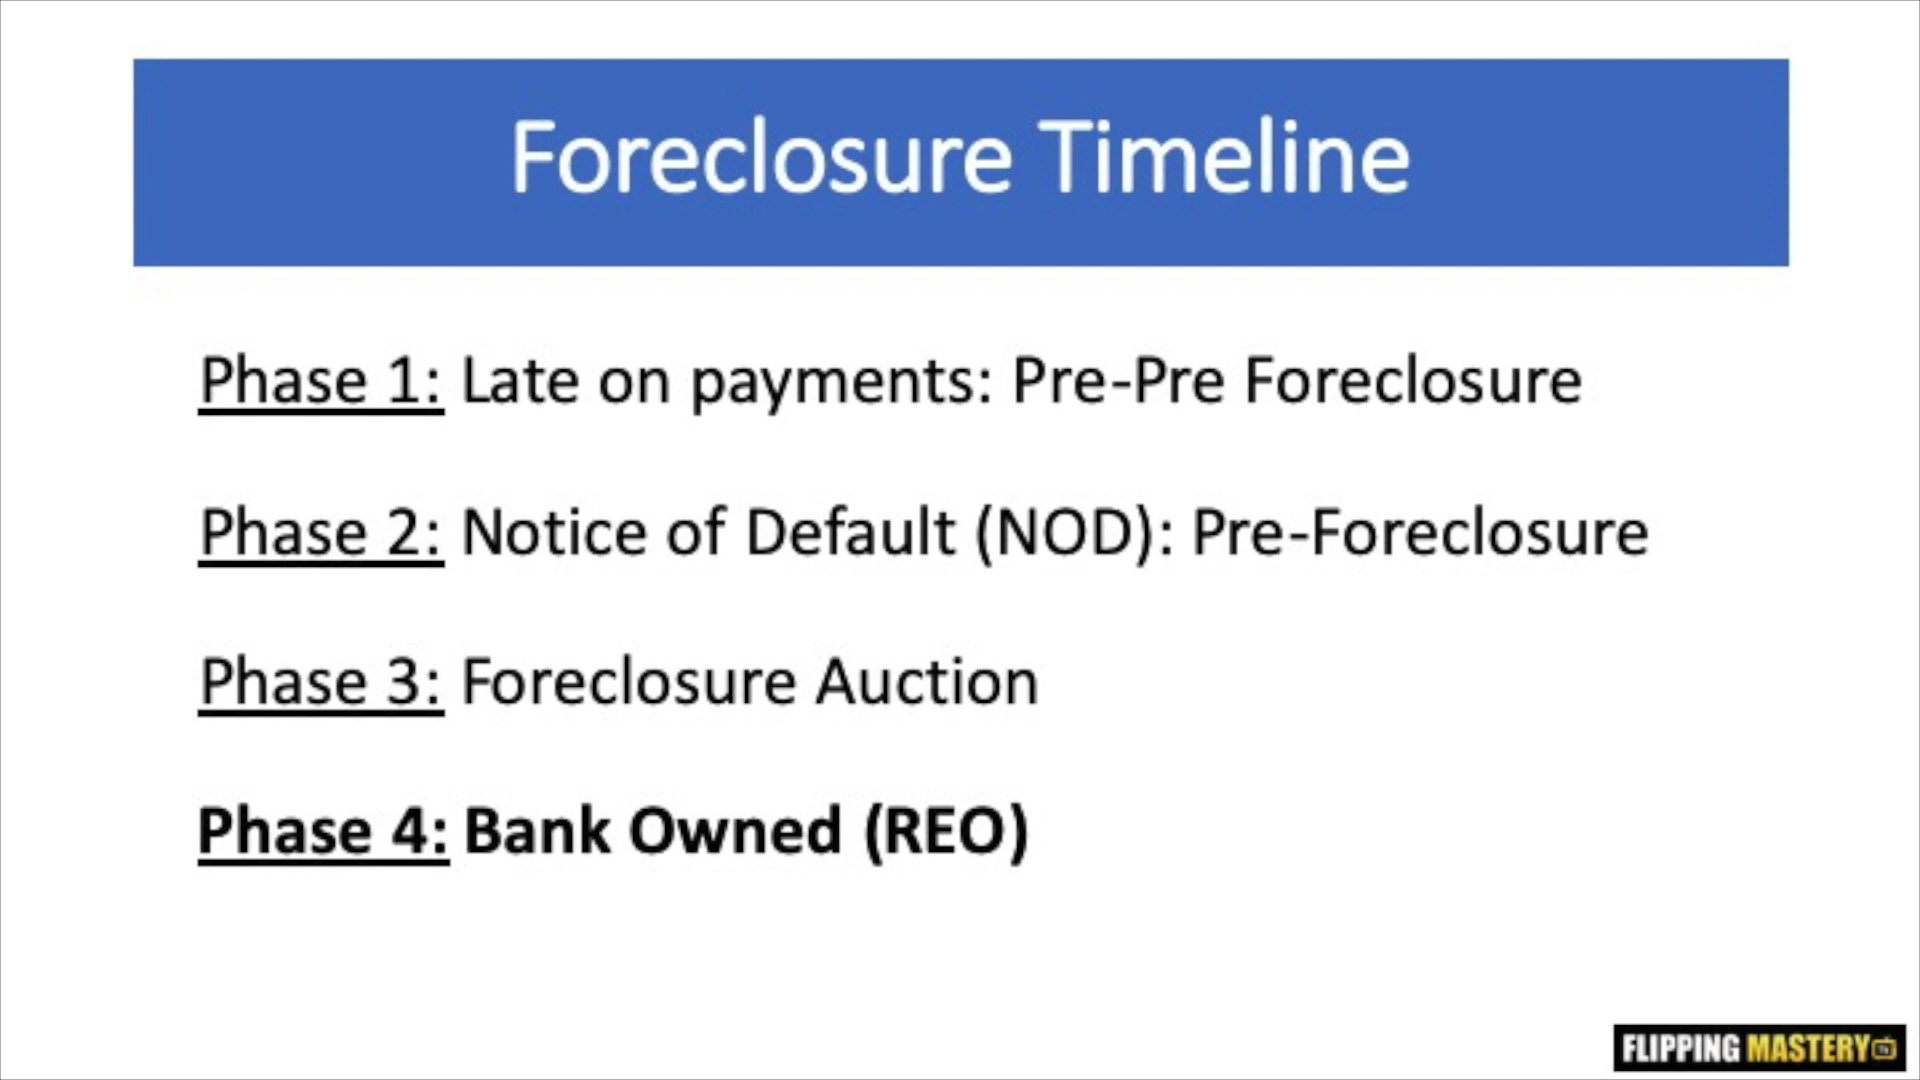 Foreclosure Timeline
Phase 1: Late on payments: Pre-Pre Foreclosure
Phase 2: Notice of Default (NOD): Pre-Foreclosure
Phase 3: Foreclosure Auction
Phase 4: Bank Owned (REO)
FLIPPING MASTERY